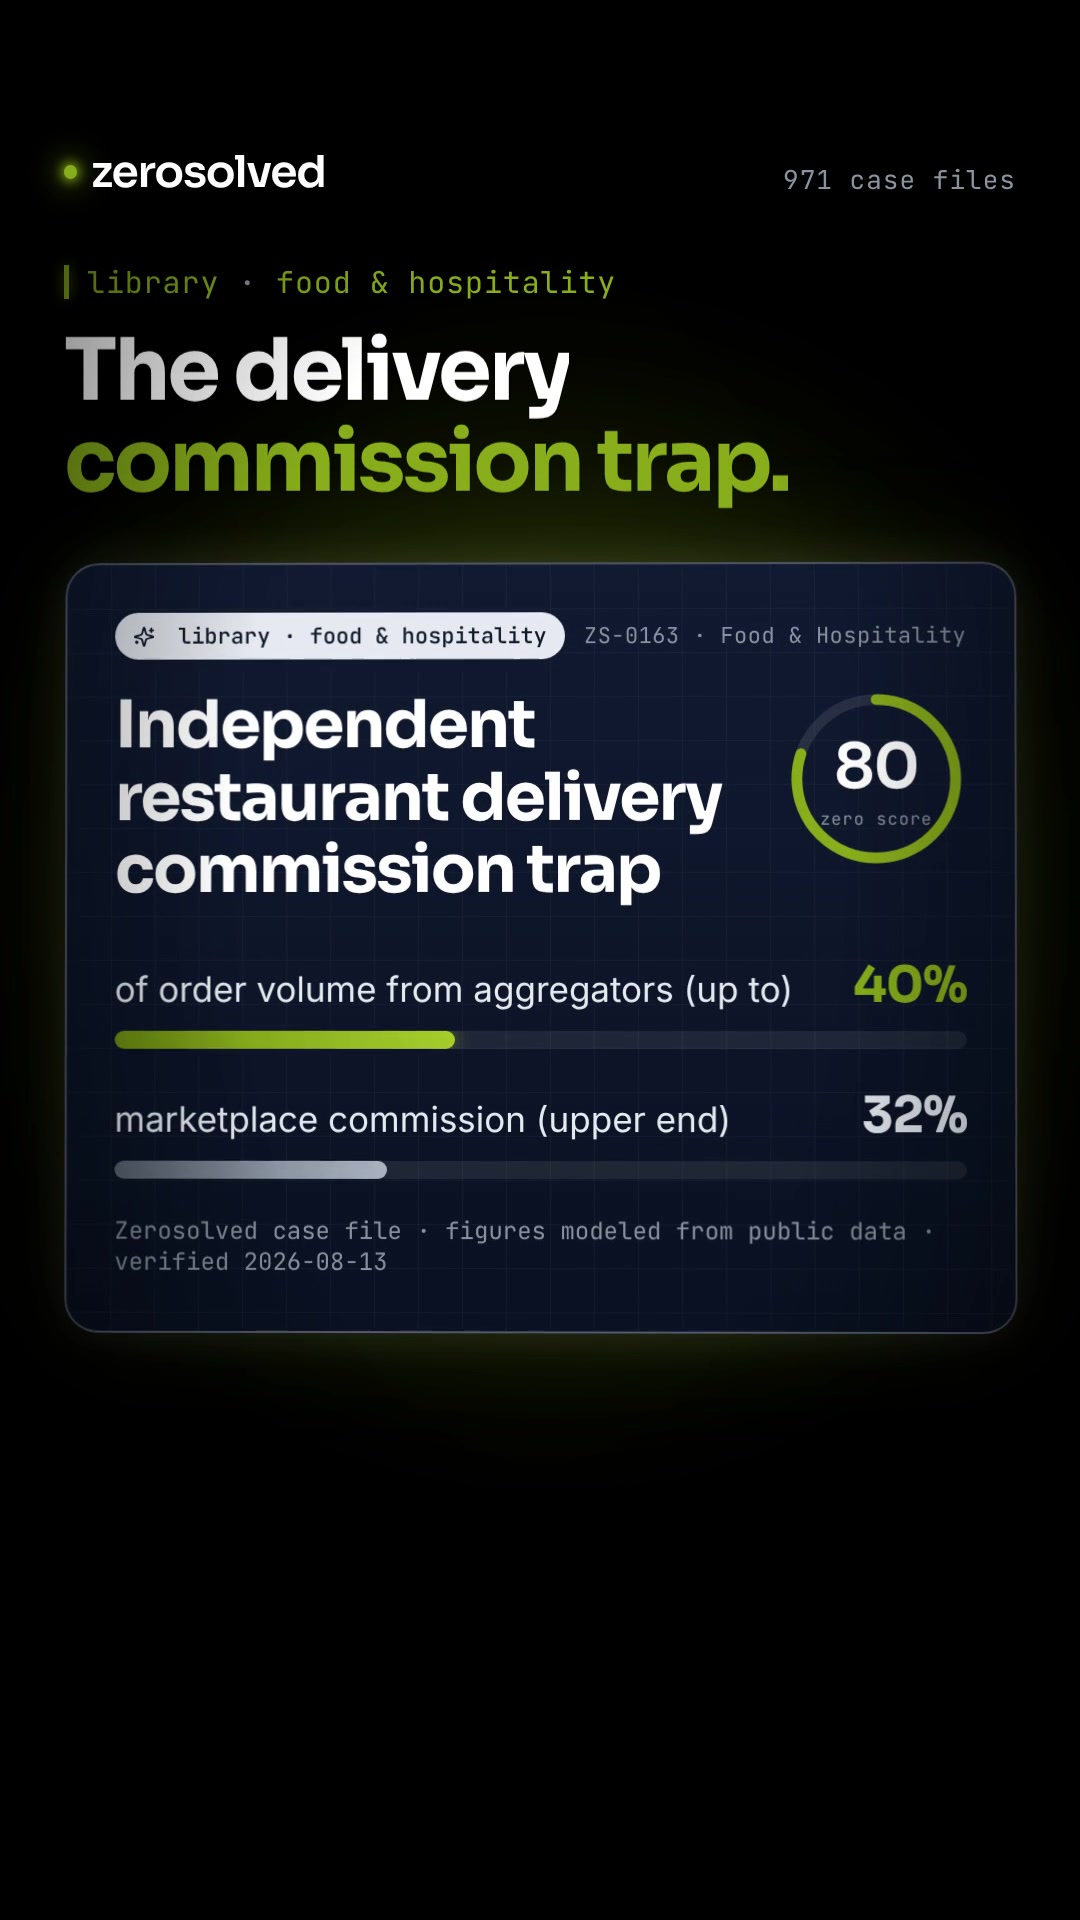 zerosolved
971 case files
library · food & hospitality
The delivery
commission trap.
library · food & hospitality
ZS-0163 · Food & Hospitality
Independent
restaurant delivery
commission trap
80
zero score
of order volume from aggregators (up to)
40%
marketplace commission (upper end)
32%
Zerosolved case file · figures modeled from public data ·
verified 2026-08-13